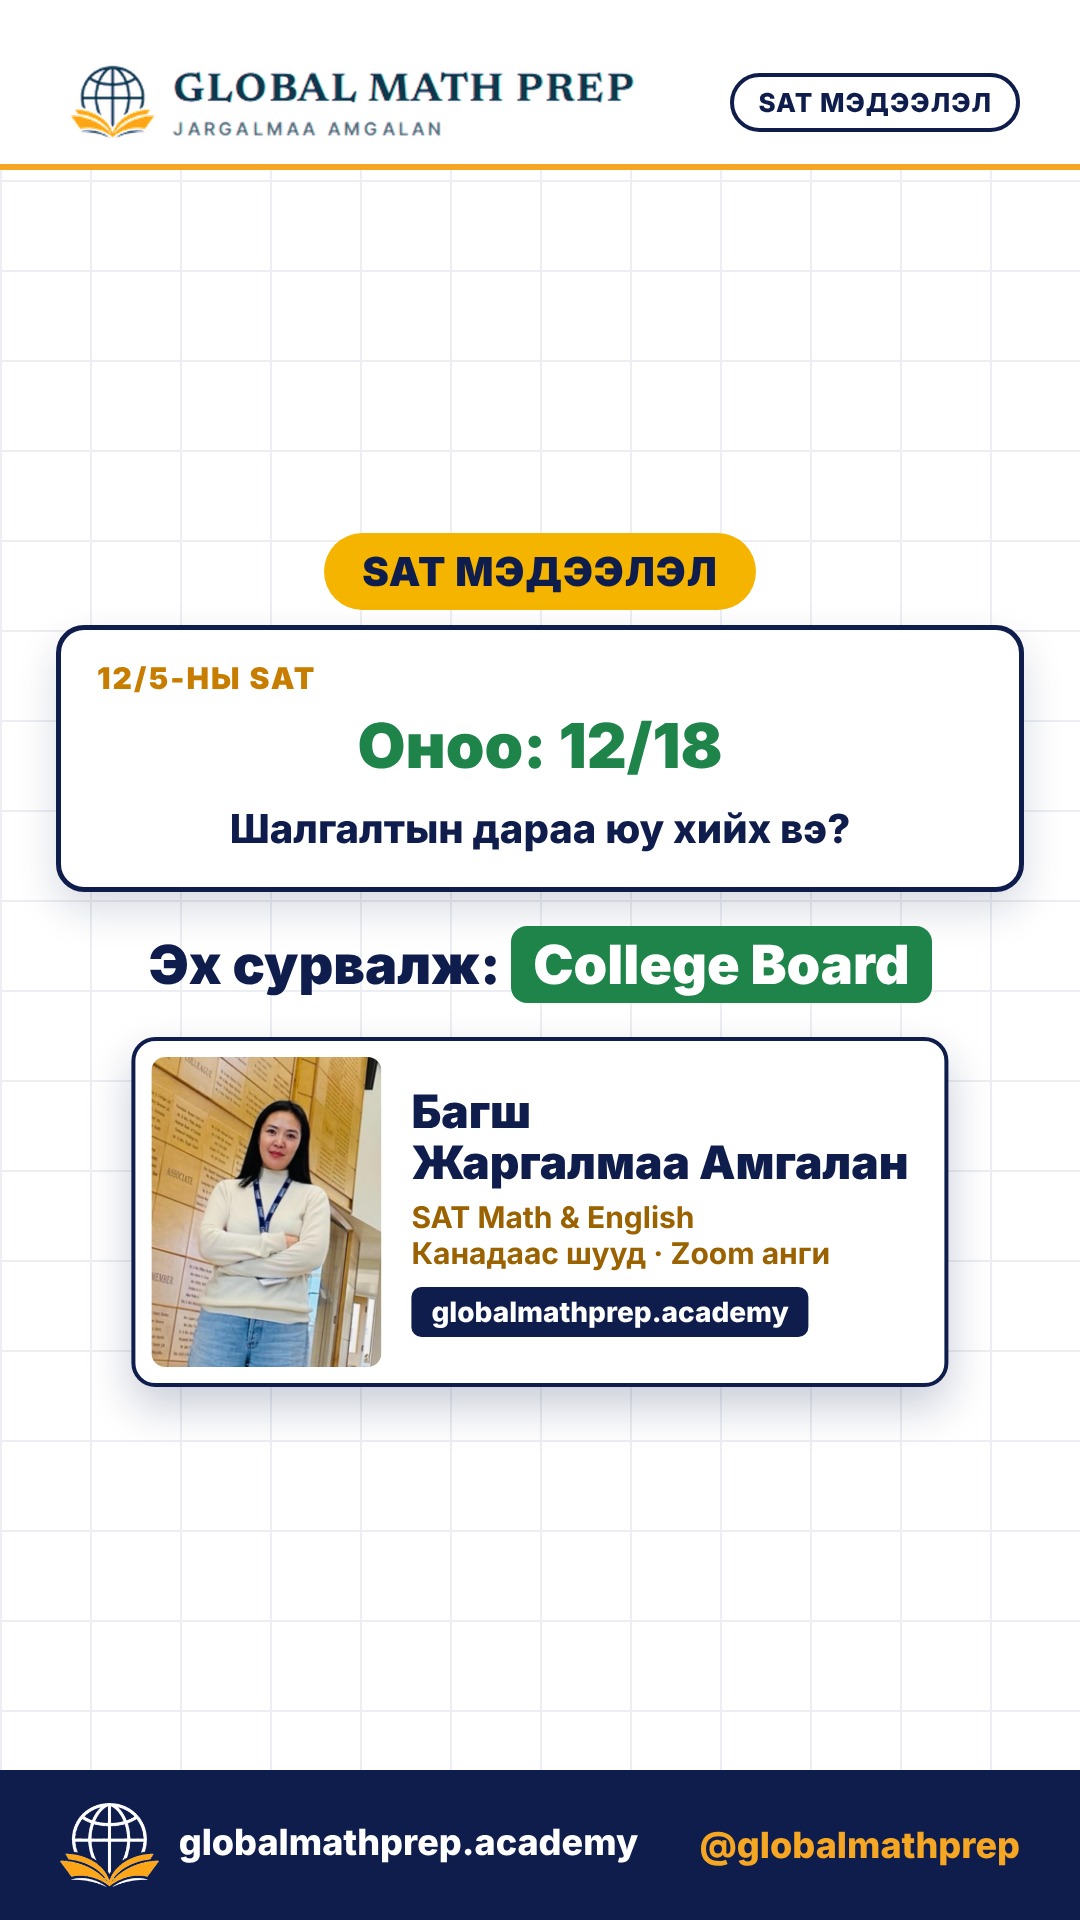 GLOBAL MATH PREP
JARGALMAA AMGALAN
SAT МЭДЭЭЛЭЛ
SAT МЭДЭЭЛЭЛ
12/5-НЫ SAT
Оноо: 12/18
Шалгалтын дараа юу хийх вэ?
Эх сурвалж: College Board
Багш
Жаргалмаа Амгалан
SAT Math & English
Канадаас шууд · Zoom анги
globalmathprep.academy
ASSOCIATE
globalmathprep.academy
@globalmathprep